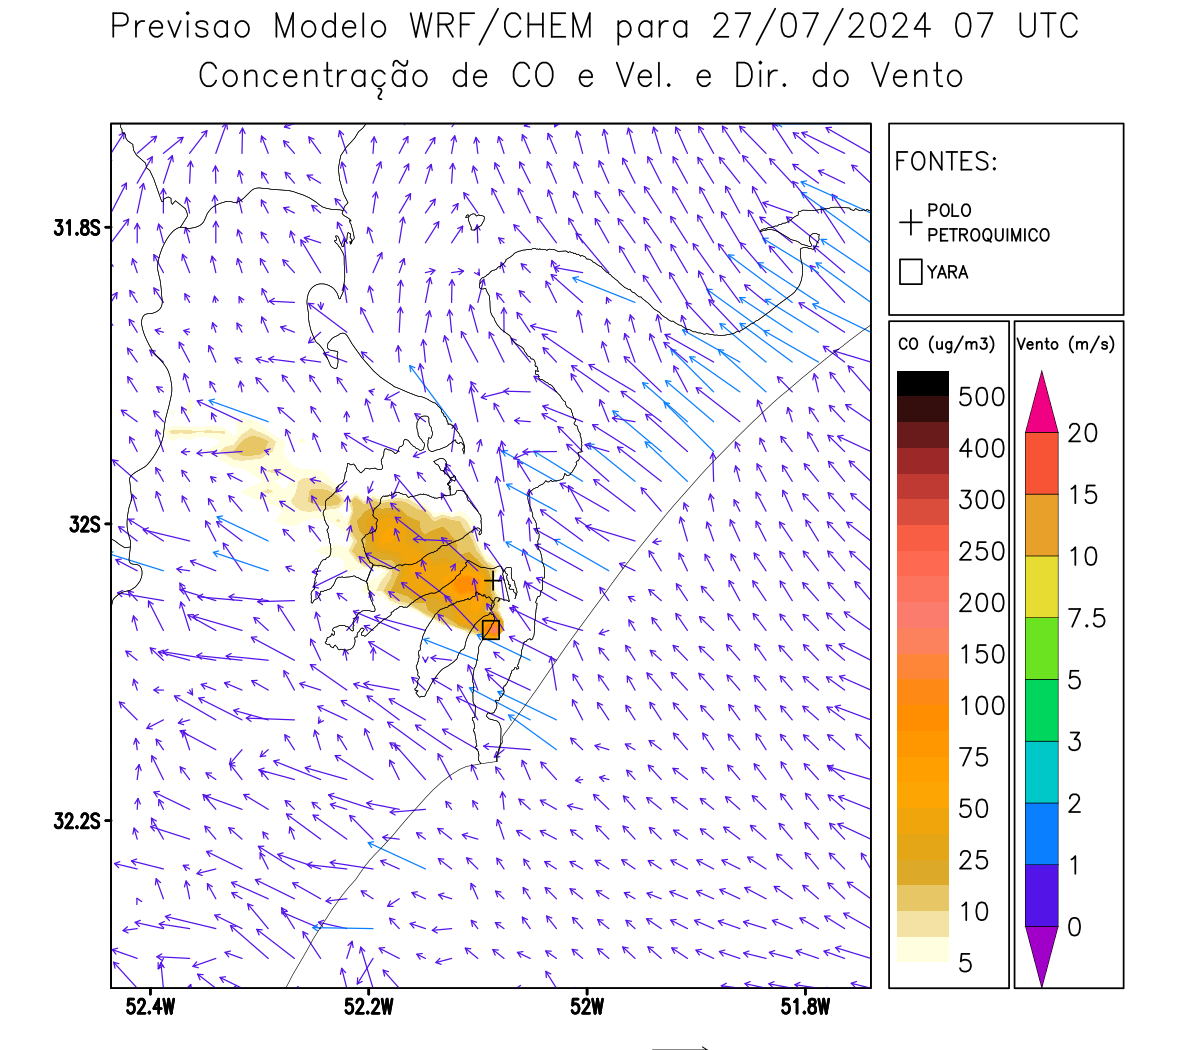 Previsao Modelo WRF/CHEM para 27/07/2024 07 UTC
Concentração de CO e Vel. e Dir. do Vento
FONTES:
POLO
PETROQUIMICO
YARA
CO (ug/m3)
500
400
300
250
200
150
100
75
50
25
10
5
Vento (m/s)
20
15
10
7.5
5
3
2
1
0
31.8S
32S
32.2S
52.4W
52.2W
52W
51.8W